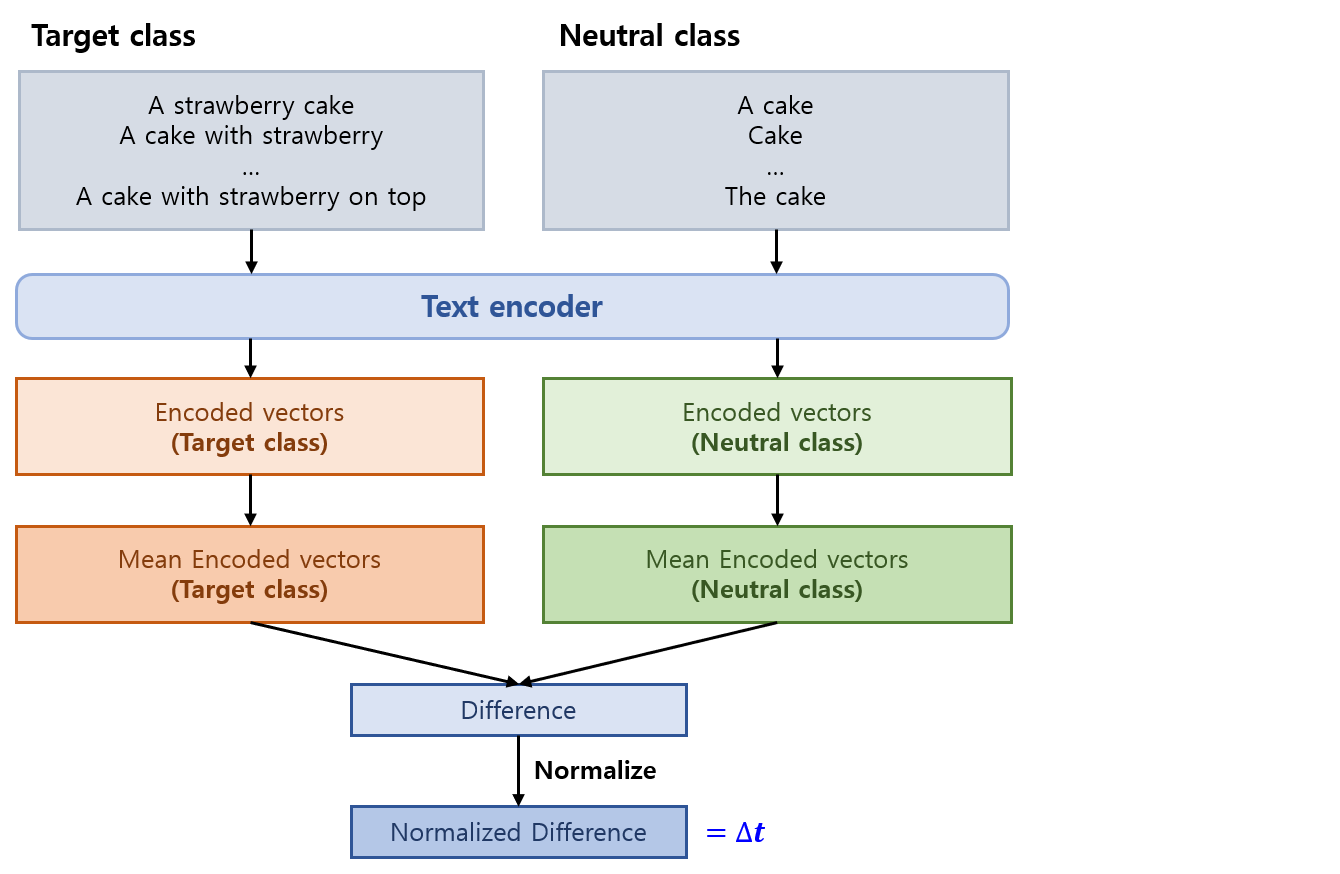 Target class
Neutral class
A strawberry cake
A cake with strawberry
...
A cake with strawberry on top
A cake
Cake
...
The cake
Text encoder
Encoded vectors
(Target class)
Encoded vectors
(Neutral class)
Mean Encoded vectors
(Target class)
Mean Encoded vectors
(Neutral class)
Difference
Normalize
Normalized Difference
= Δt